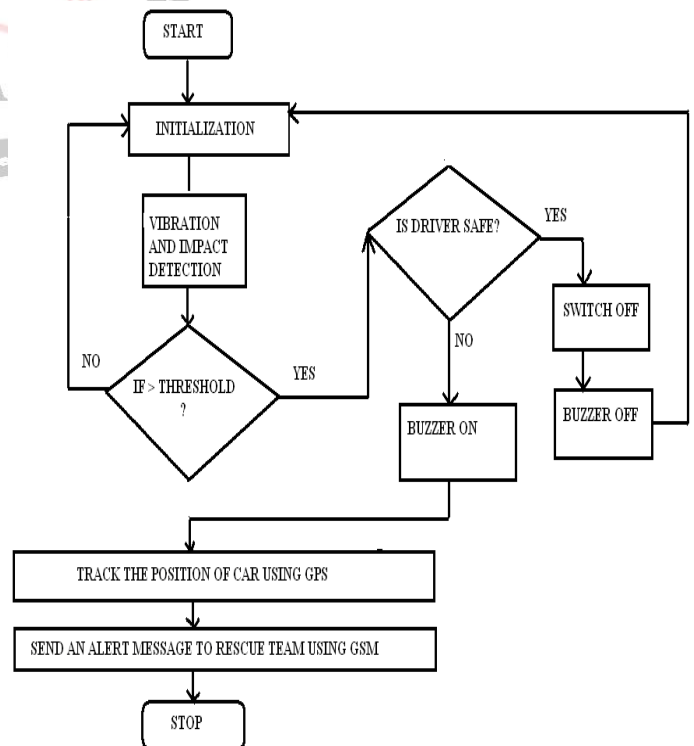 START
INITIALIZATION
VIBRATION
AND IMPACT
DETECTION
IF > THRESHOLD
?
NO
YES
IS DRIVER SAFE?
YES
NO
SWITCH OFF
BUZZER OFF
BUZZER ON
TRACK THE POSITION OF CAR USING GPS
SEND AN ALERT MESSAGE TO RESCUE TEAM USING GSM
STOP